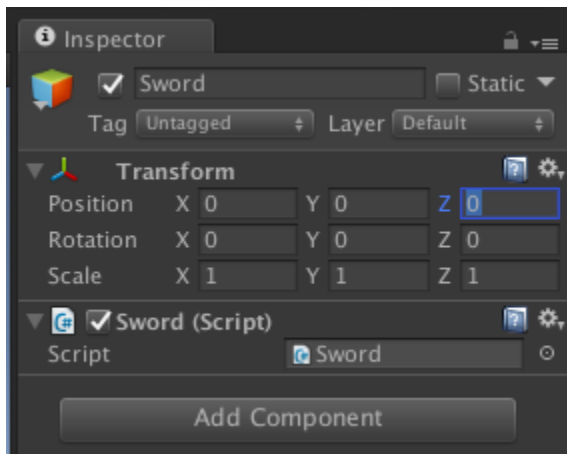 Inspector
Sword Static
Tag Untagged Layer Default
Transform
Position X 0 Y 0 Z 0
Rotation X 0 Y 0 Z 0
Scale X 1 Y 1 Z 1
Sword (Script)
Script Sword
Add Component